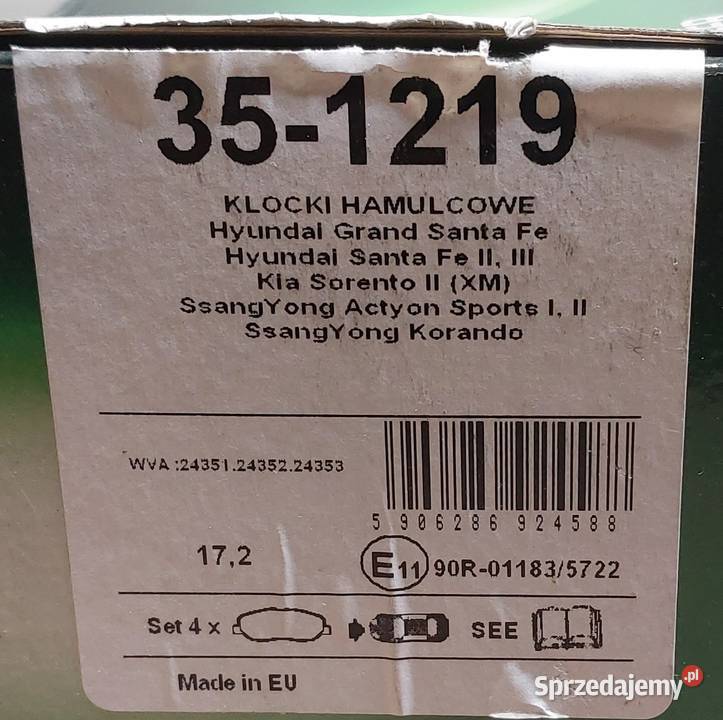 35-1219
KLOCKI HAMULCOWE
Hyundai Grand Santa Fe
Hyundai Santa Fe II, III
Kia Sorento II (XM)
SsangYong Actyon Sports I, II
SsangYong Korando
WVA :24351.24352.24353
5 906286 924588
17,2
E11 90R-01183/5722
Set 4 x SEE
Made in EU
Sprzedajemy.pl